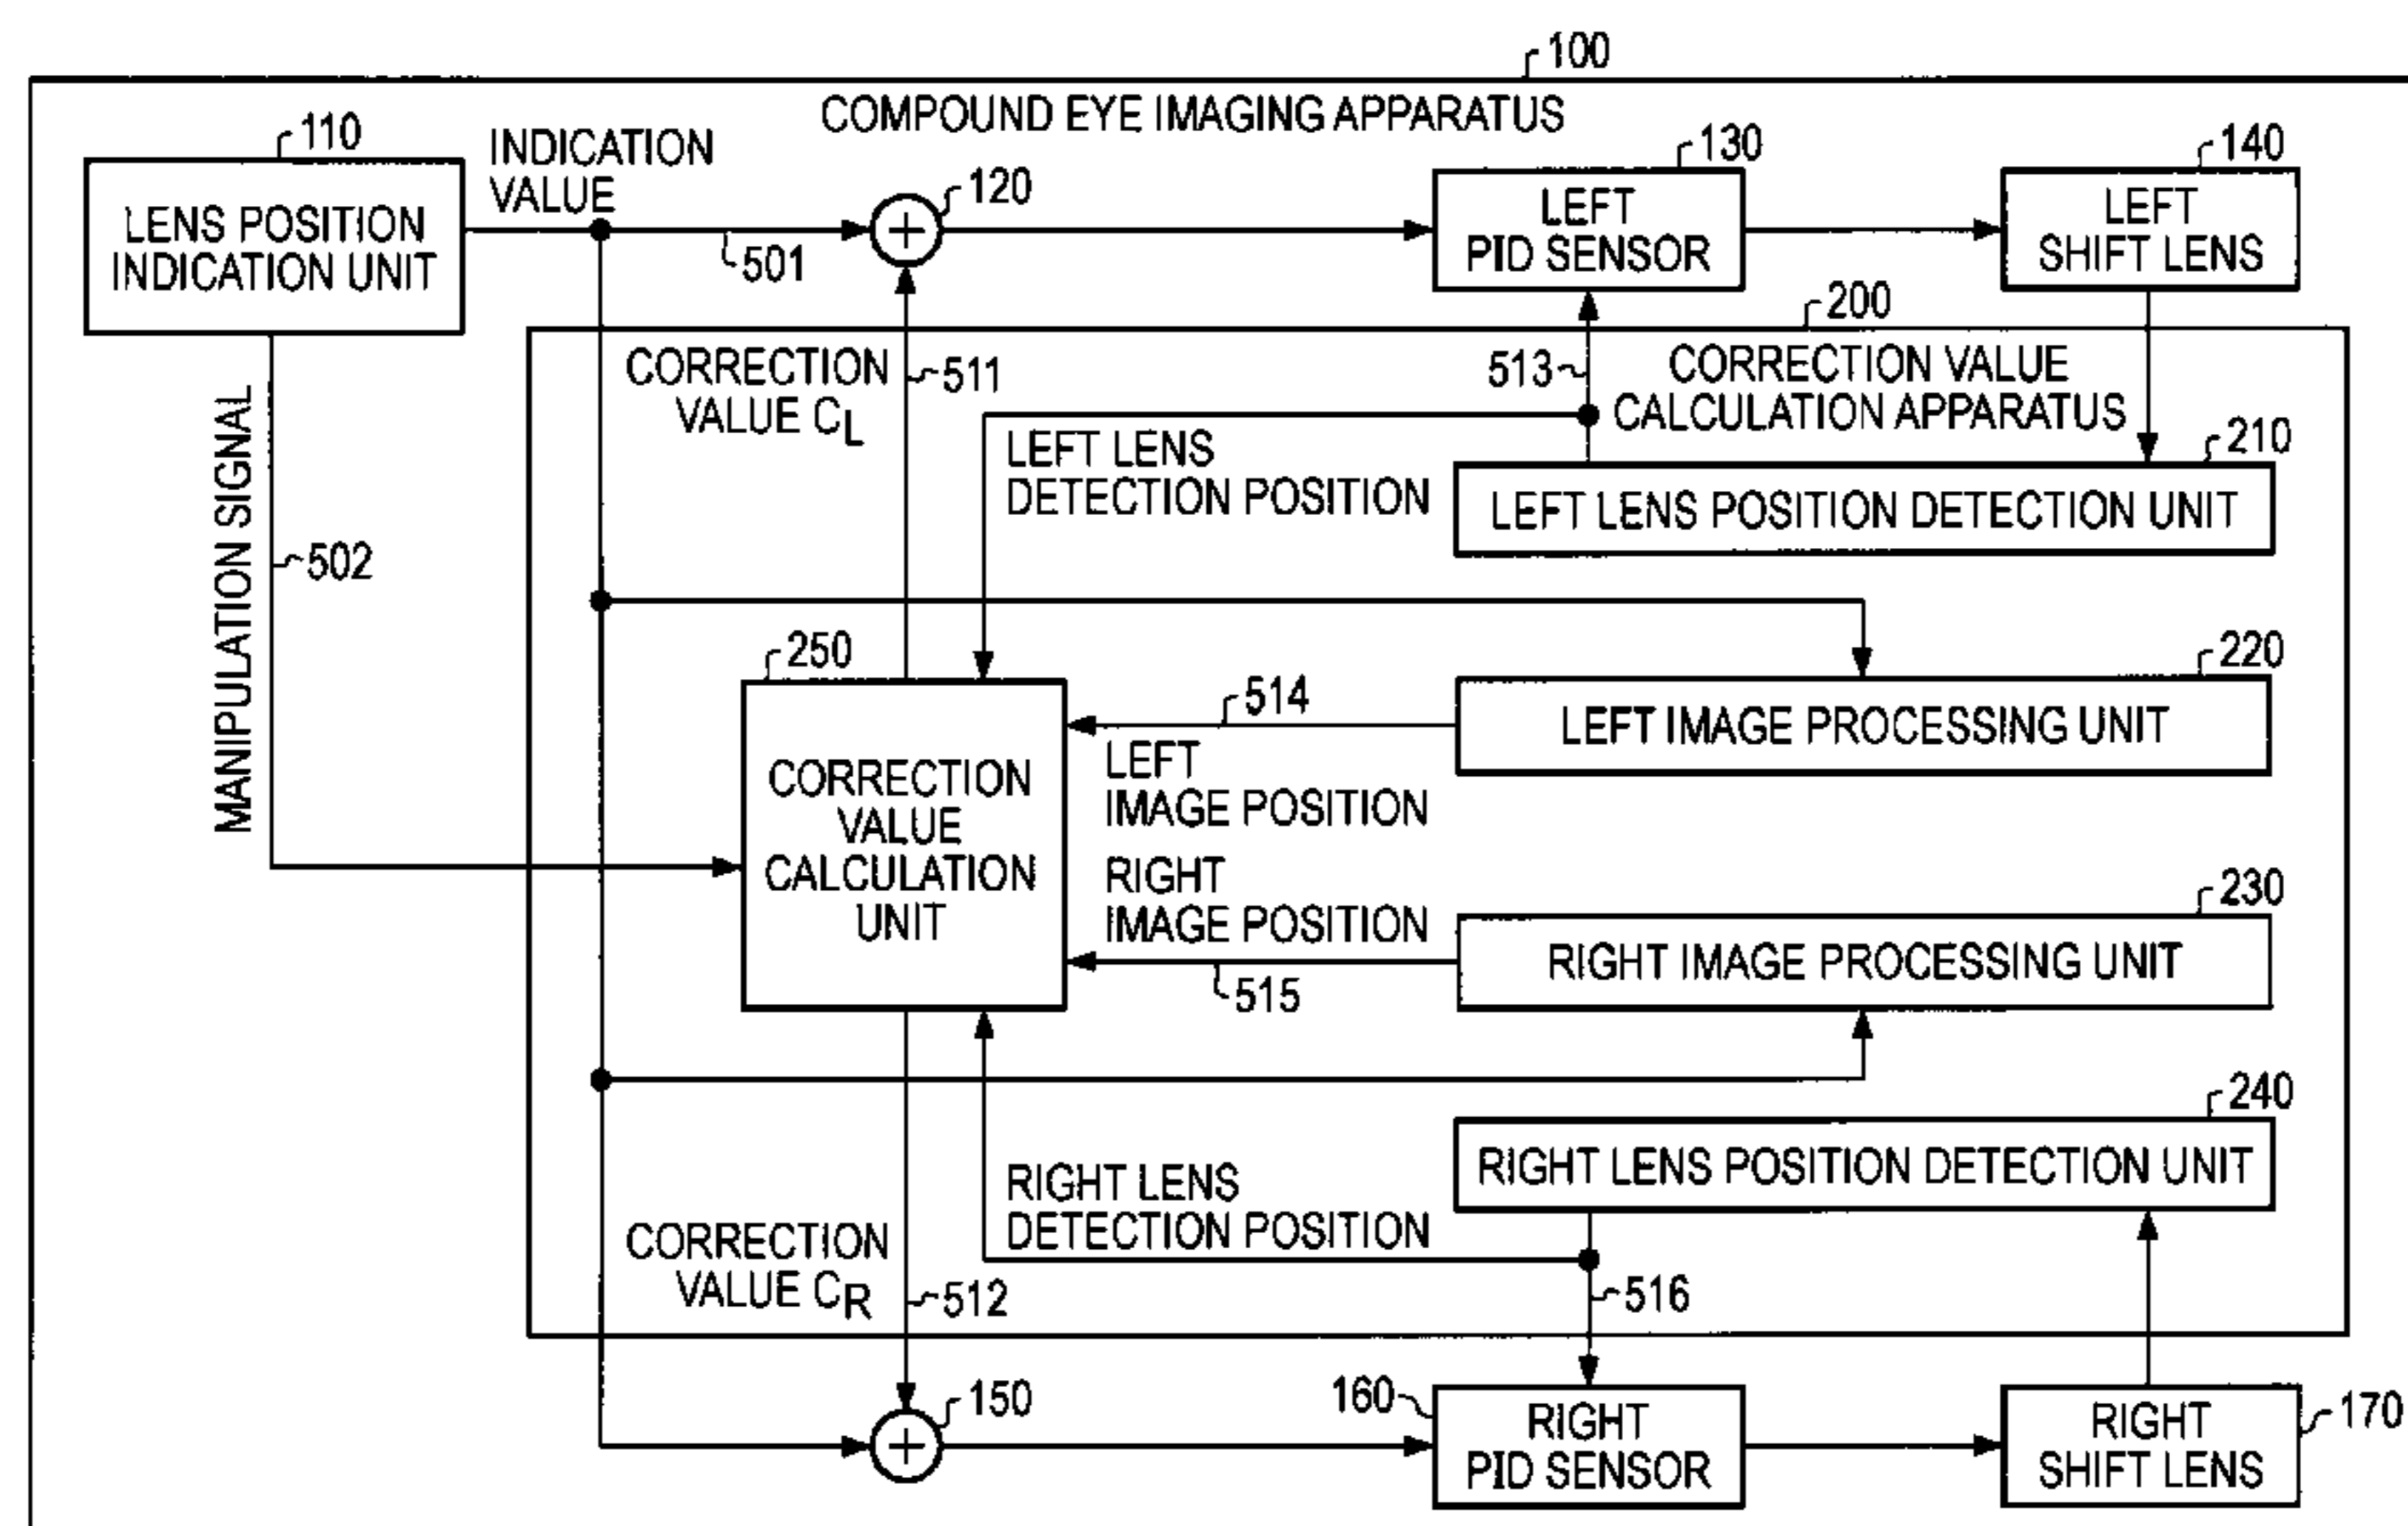 100
COMPOUND EYE IMAGING APPARATUS
110
LENS POSITION
INDICATION UNIT
INDICATION
VALUE
501
120
+
130
LEFT
PID SENSOR
140
LEFT
SHIFT LENS
MANIPULATION SIGNAL
502
200
CORRECTION VALUE
CALCULATION APPARATUS
CORRECTION
VALUE CL
511
513
LEFT LENS
DETECTION POSITION
210
LEFT LENS POSITION DETECTION UNIT
250
CORRECTION
VALUE
CALCULATION
UNIT
514
LEFT
IMAGE POSITION
220
LEFT IMAGE PROCESSING UNIT
RIGHT
IMAGE POSITION
515
230
RIGHT IMAGE PROCESSING UNIT
240
RIGHT LENS POSITION DETECTION UNIT
RIGHT LENS
DETECTION POSITION
CORRECTION
VALUE CR
512
516
150
+
160
RIGHT
PID SENSOR
RIGHT
SHIFT LENS
170